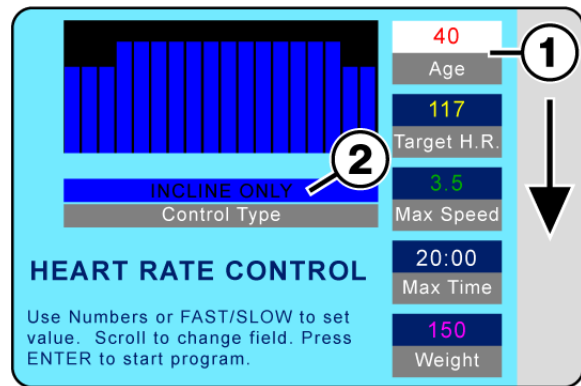 40
1
Age
117
Target H.R.
2
INCLINE ONLY
Control Type
3.5
Max Speed
HEART RATE CONTROL
20:00
Max Time
Use Numbers or FAST/SLOW to set
value. Scroll to change field. Press
ENTER to start program.
150
Weight